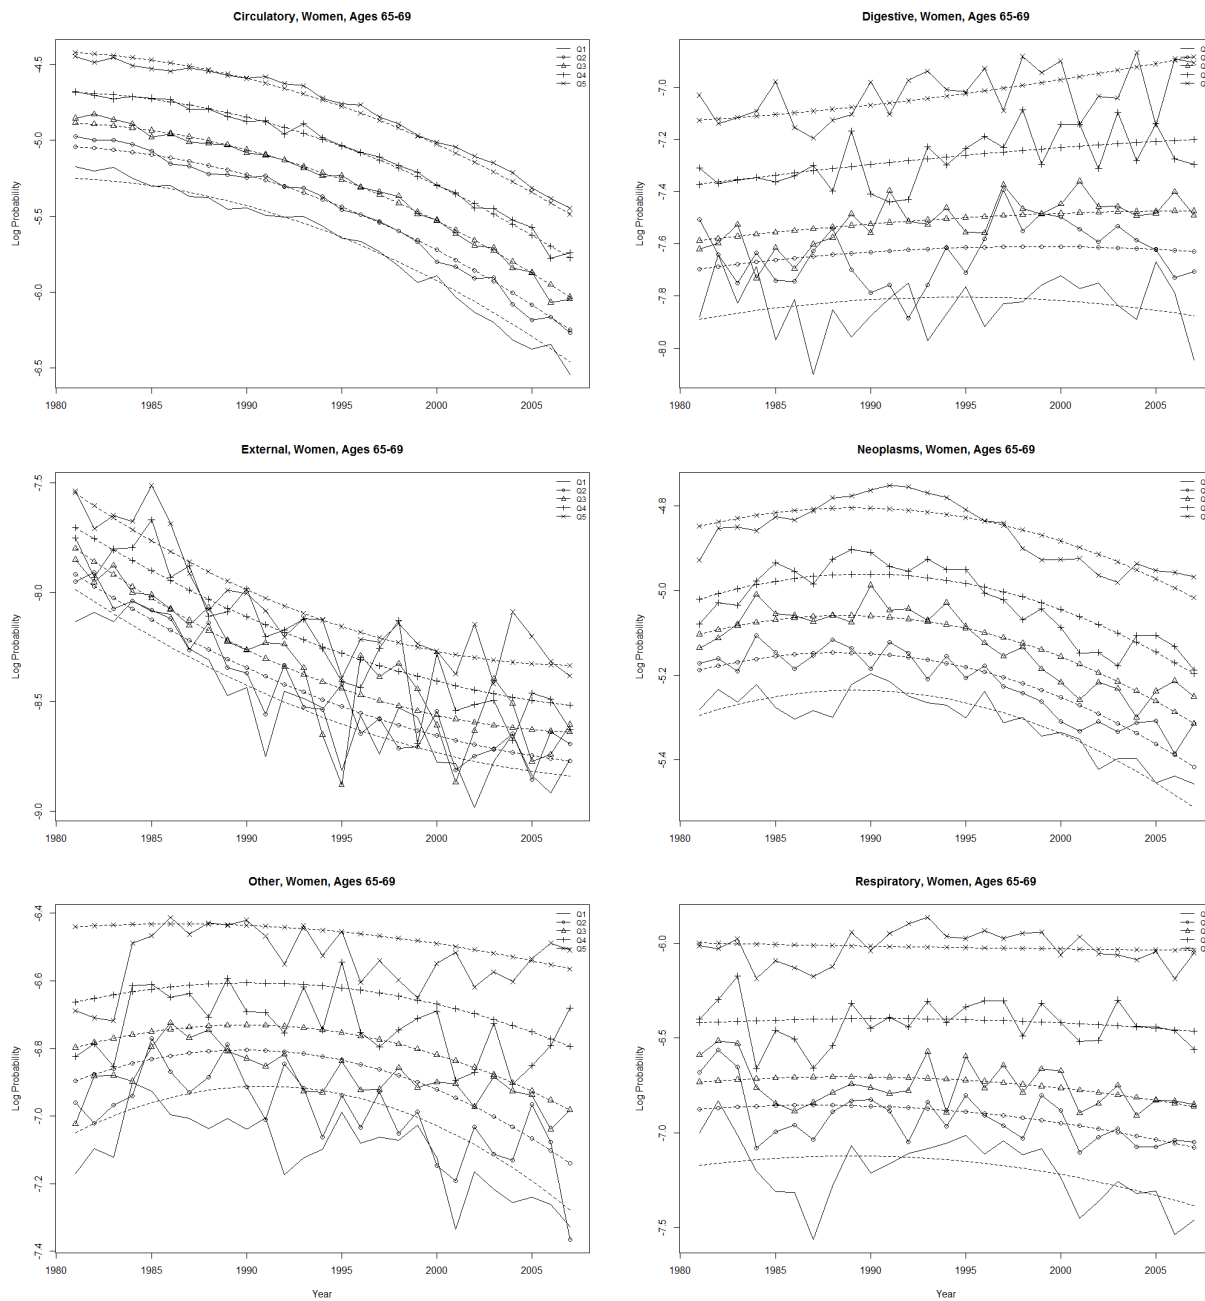 Circulatory, Women, Ages 65-69
Log Probability
-4.5
-5.0
-5.5
-6.0
-6.5
1980 1985 1990 1995 2000 2005
Q1
Q2
Q3
Q4
Q5
Digestive, Women, Ages 65-69
Log Probability
-7.0
-7.2
-7.4
-7.6
-7.8
-8.0
1980 1985 1990 1995 2000 2005
Q
Q
Q
Q
Q
External, Women, Ages 65-69
Log Probability
-7.5
-8.0
-8.5
-9.0
1980 1985 1990 1995 2000 2005
Q1
Q2
Q3
Q4
Q5
Neoplasms, Women, Ages 65-69
Log Probability
-4.8
-5.0
-5.2
-5.4
1980 1985 1990 1995 2000 2005
Q
Q
Q
Q
Q
Other, Women, Ages 65-69
Log Probability
-6.4
-6.6
-6.8
-7.0
-7.2
-7.4
1980 1985 1990 1995 2000 2005
Year
Q1
Q2
Q3
Q4
Q5
Respiratory, Women, Ages 65-69
Log Probability
-6.0
-6.5
-7.0
-7.5
1980 1985 1990 1995 2000 2005
Year
Q
Q
Q
Q
Q